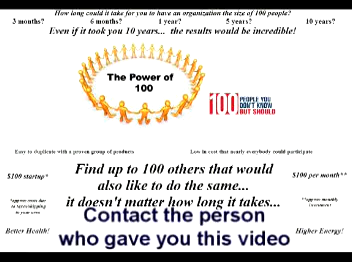 How long could it take for you to have an organization the size of 100 people?
3 months? 6 months? 1 year? 5 years? 10 years?
Even if it took you 10 years... the results would be incredible!
The Power of
100
100 PEOPLE YOU
DON'T KNOW
BUT SHOULD
Easy to duplicate with a proven group of products
Low in cost that nearly everybody could participate
$100 startup*
Find up to 100 others that would
also like to do the same...
it doesn't matter how long it takes...
$100 per month**
Better Health!
Higher Energy!
Contact the person
who gave you this video